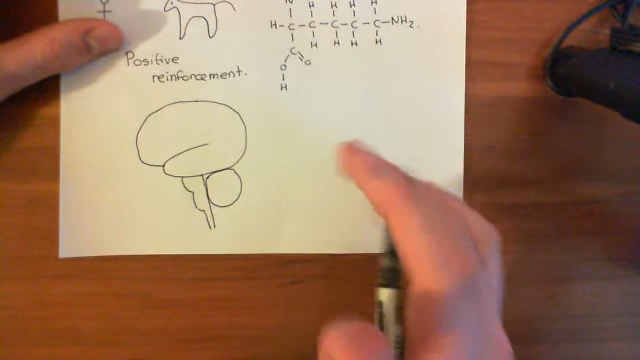 Positive
reinforcement.
N H H H H
H-C-C-C-C-C-NH2.
H H H H
C
O O
H